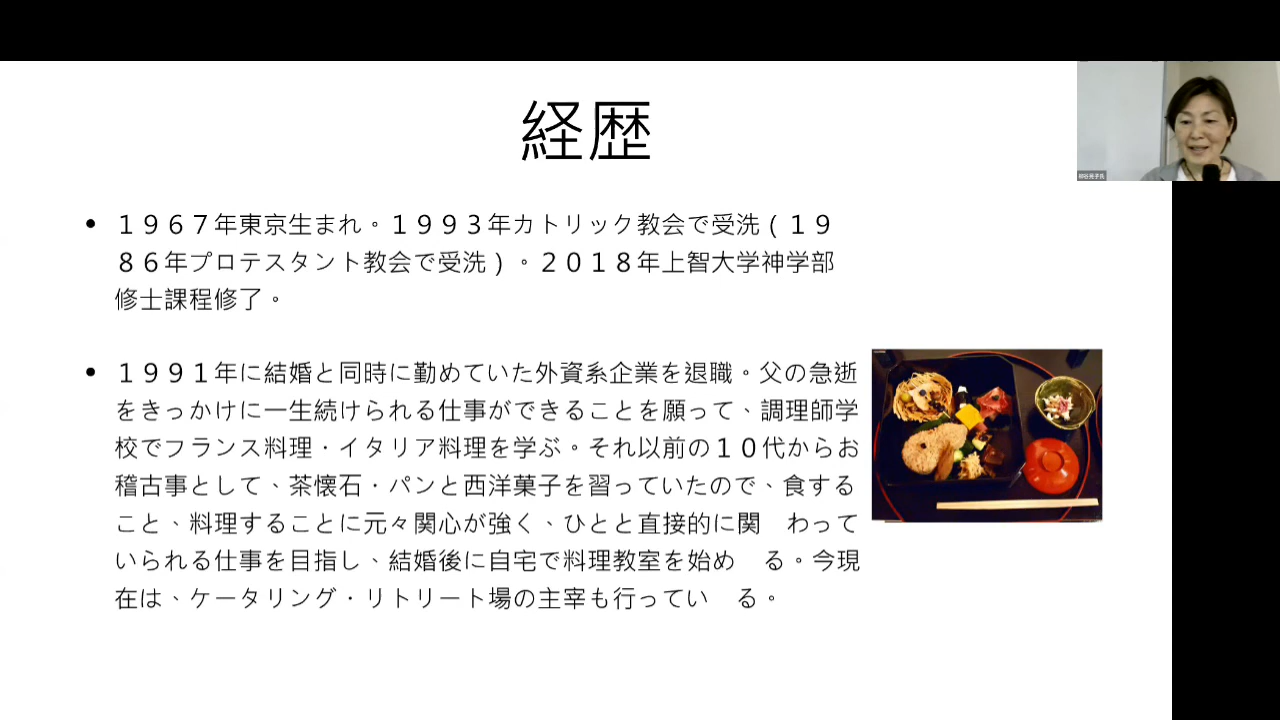 経歴
• １９６７年東京生まれ。１９９３年カトリック教会で受洗(１９
８６年プロテスタント教会で受洗)。２０１８年上智大学神学部
修士課程修了。
• １９９１年に結婚と同時に勤めていた外資系企業を退職。父の急逝
をきっかけに一生続けられる仕事ができることを願って、調理師学
校でフランス料理・イタリア料理を学ぶ。それ以前の１０代からお
稽古事として、茶懐石・パンと西洋菓子を習っていたので、食する
こと、料理することに元々関心が強く、ひとと直接的に関　わって
いられる仕事を目指し、結婚後に自宅で料理教室を始め　る。今現
在は、ケータリング・リトリート場の主宰も行ってい　る。